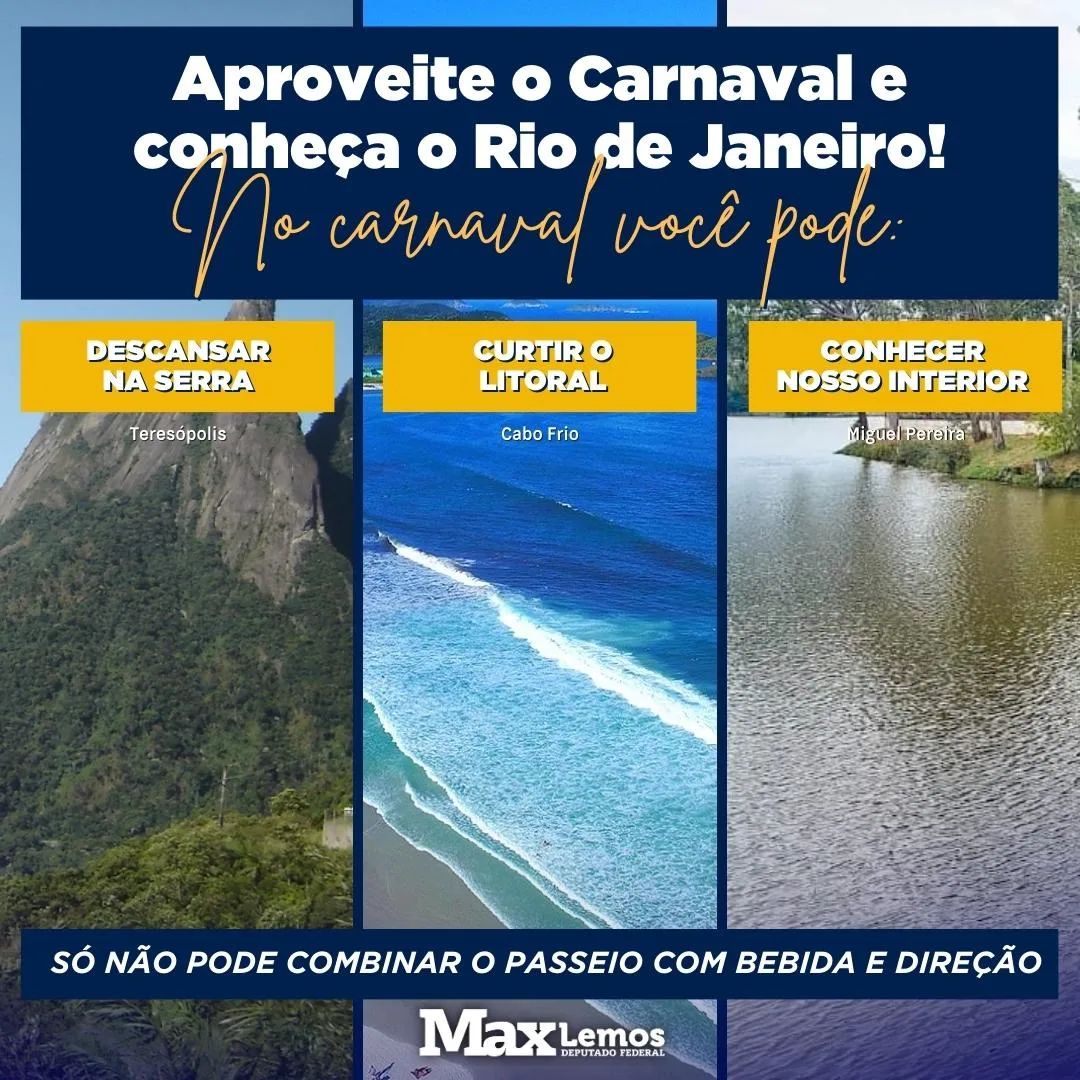 Aproveite o Carnaval e
conheça o Rio de Janeiro!
No carnaval você pode:
DESCANSAR
NA SERRA
Teresópolis
CURTIR O
LITORAL
Cabo Frio
CONHECER
NOSSO INTERIOR
Miguel Pereira
SÓ NÃO PODE COMBINAR O PASSEIO COM BEBIDA E DIREÇÃO
Max Lemos
DEPUTADO FEDERAL